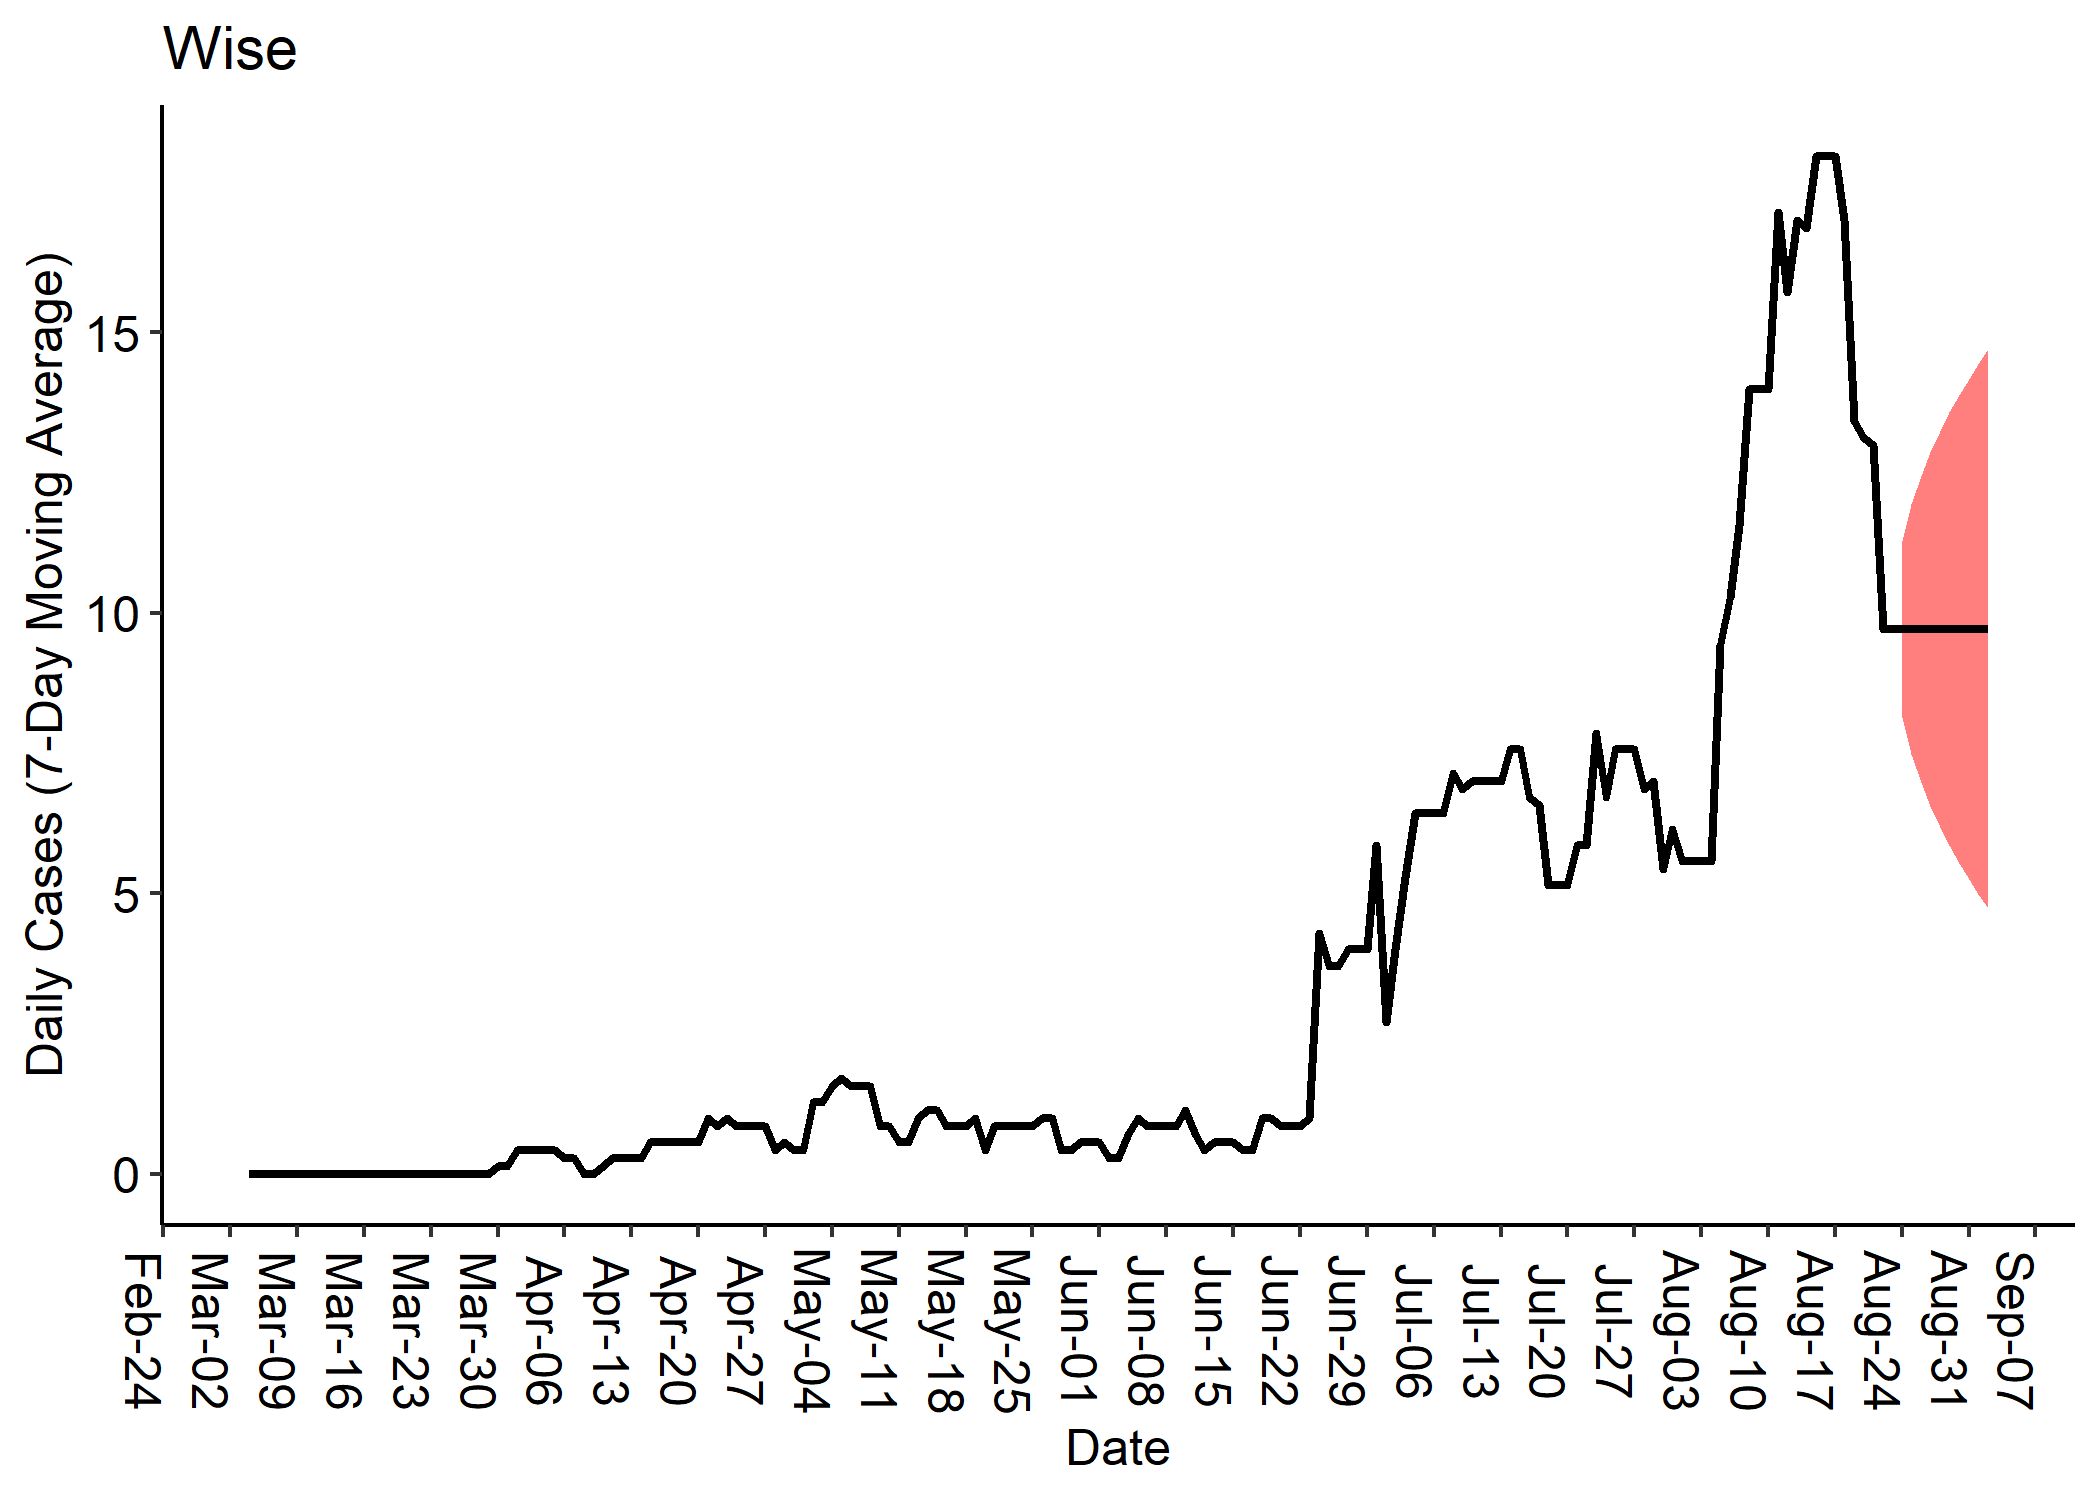 Wise
Daily Cases (7-Day Moving Average)
15
10
5
0
Feb-24
Mar-02
Mar-09
Mar-16
Mar-23
Mar-30
Apr-06
Apr-13
Apr-20
Apr-27
May-04
May-11
May-18
May-25
Jun-01
Jun-08
Jun-15
Jun-22
Jun-29
Jul-06
Jul-13
Jul-20
Jul-27
Aug-03
Aug-10
Aug-17
Aug-24
Aug-31
Sep-07
Date